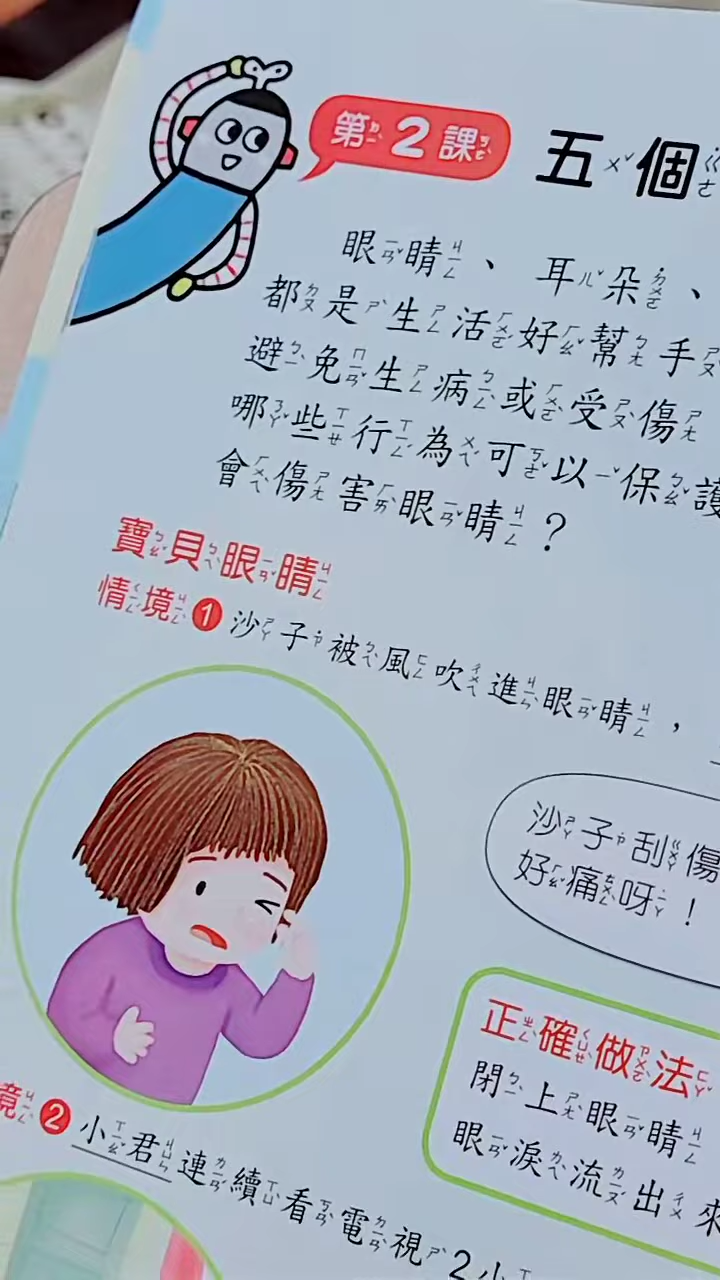 第2課 五個
眼睛、耳朵、
都是生活好幫手
避免生病或受傷
哪些行為可以保護
會傷害眼睛?
寶貝眼睛
情境1 沙子被風吹進眼睛,
沙子刮傷
好痛呀!
正確做法
閉上眼睛
眼淚流出來
境2 小君連續看電視2小